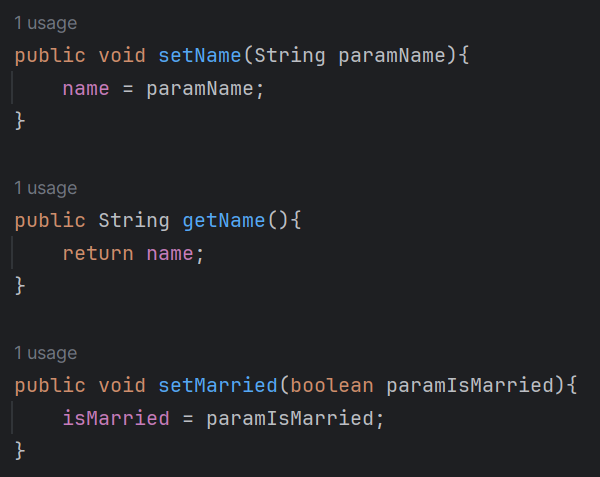 1 usage
public void setName(String paramName){
    name = paramName;
}
1 usage
public String getName(){
    return name;
}
1 usage
public void setMarried(boolean paramIsMarried){
    isMarried = paramIsMarried;
}